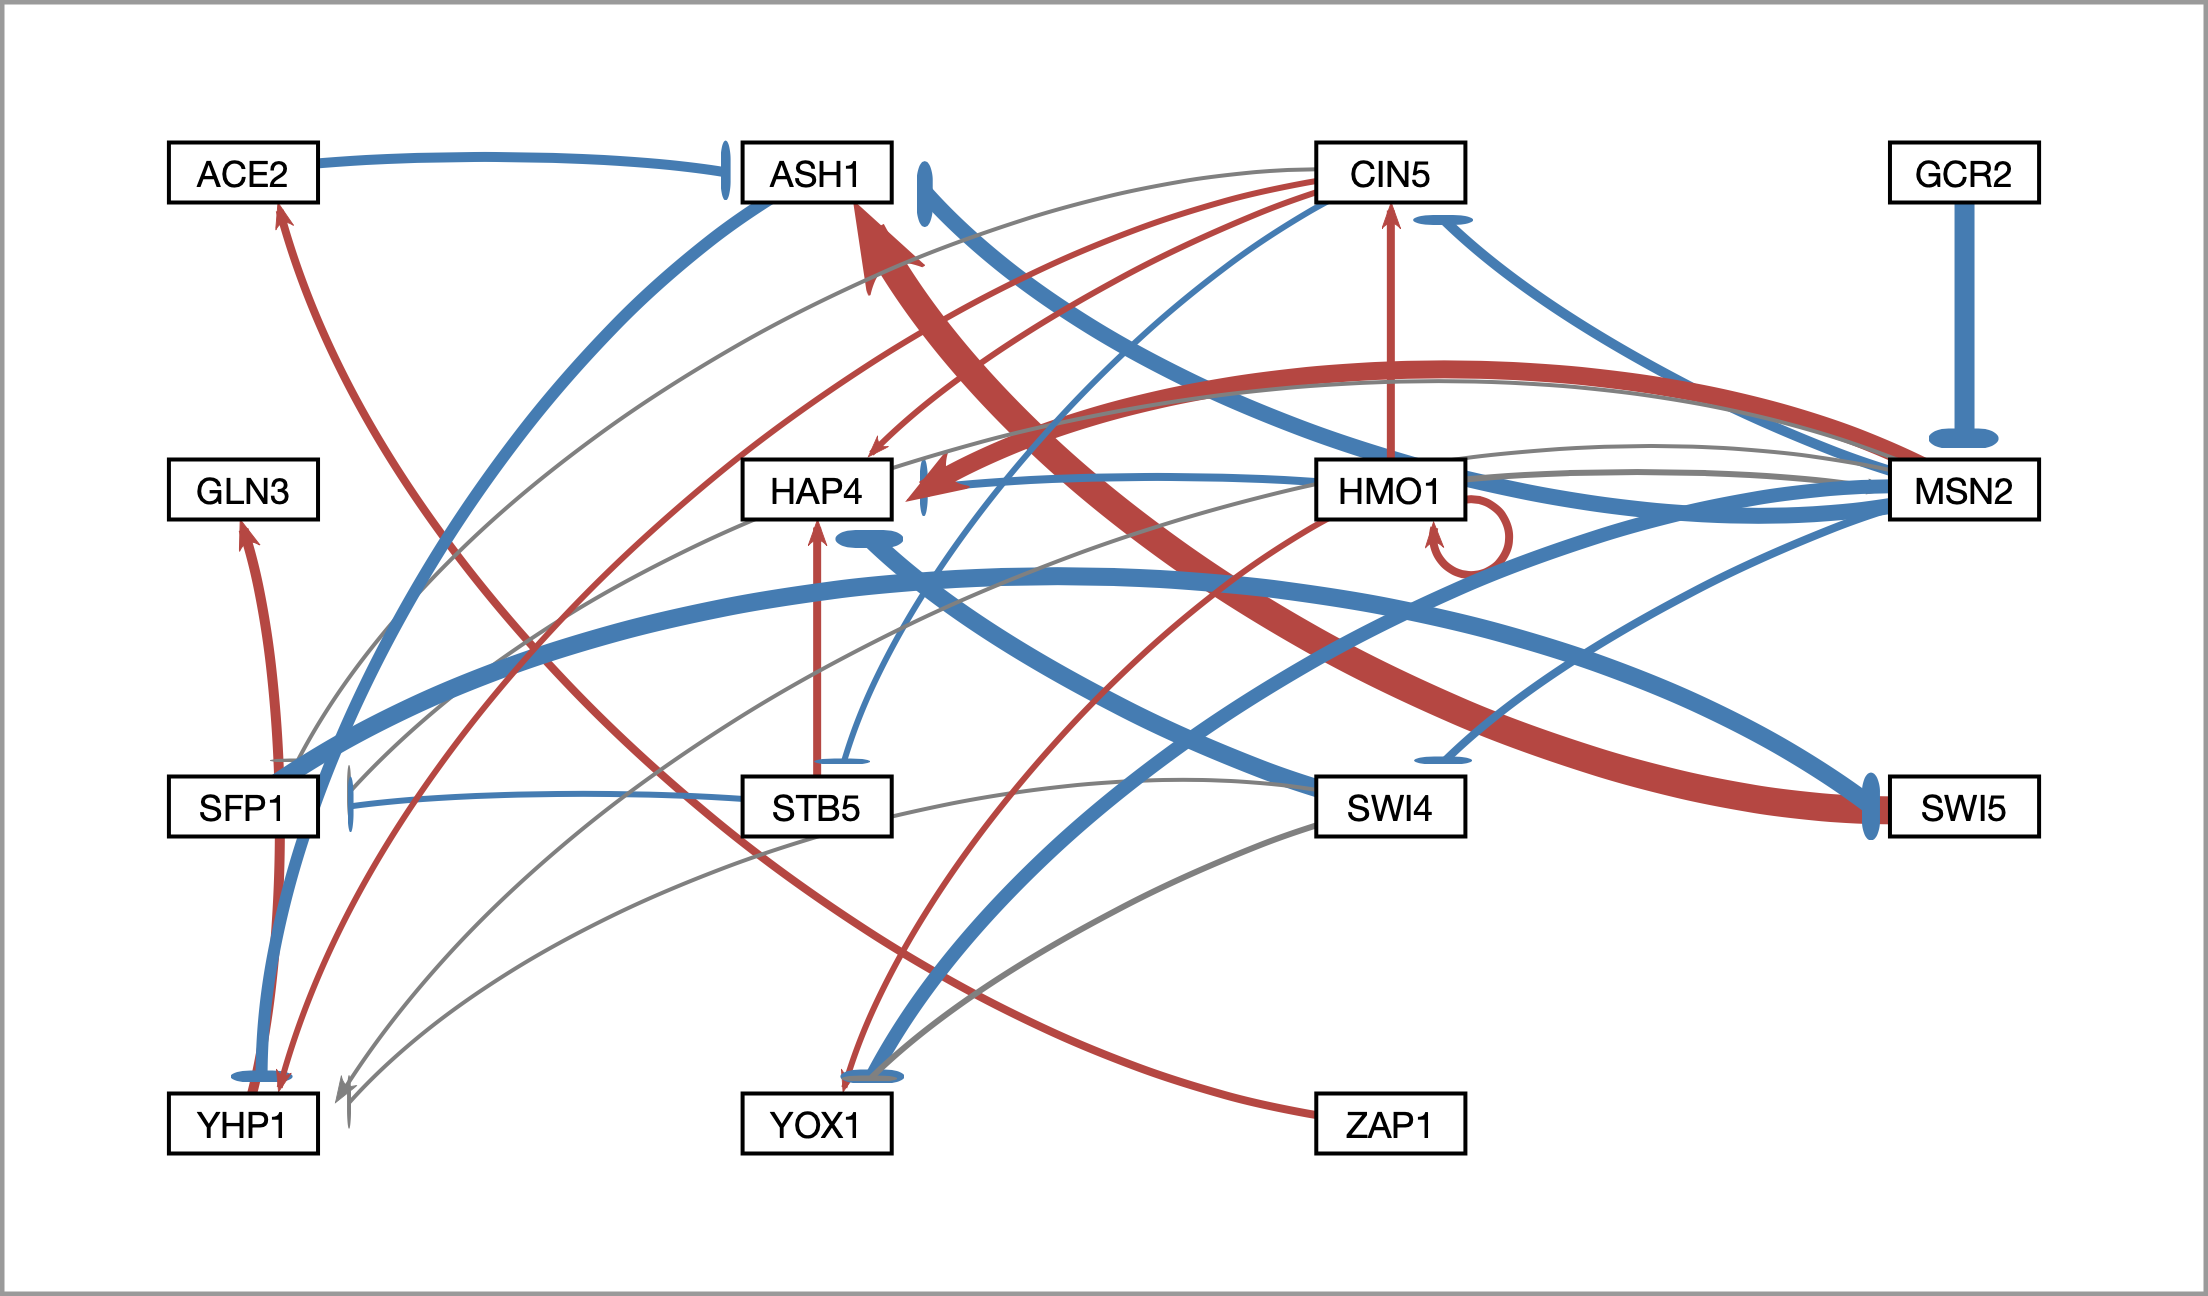 ACE2
ASH1
CIN5
GCR2
GLN3
HAP4
HMO1
MSN2
SFP1
STB5
SWI4
SWI5
YHP1
YOX1
ZAP1